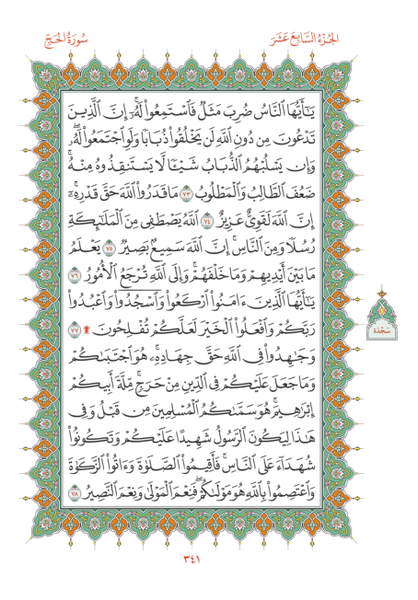 الجُزْءُ السَّابِعَ عَشَرَ
سُورَةُ الحَجِّ
يَٰٓأَيُّهَا ٱلنَّاسُ ضُرِبَ مَثَلٌ فَٱسْتَمِعُوا۟ لَهُۥٓ ۚ إِنَّ ٱلَّذِينَ
تَدْعُونَ مِن دُونِ ٱللَّهِ لَن يَخْلُقُوا۟ ذُبَابًا وَلَوِ ٱجْتَمَعُوا۟ لَهُۥ ۖ
وَإِن يَسْلُبْهُمُ ٱلذُّبَابُ شَيْـًٔا لَّا يَسْتَنقِذُوهُ مِنْهُ ۚ
ضَعُفَ ٱلطَّالِبُ وَٱلْمَطْلُوبُ ٧٣ مَا قَدَرُوا۟ ٱللَّهَ حَقَّ قَدْرِهِۦٓ ۗ
إِنَّ ٱللَّهَ لَقَوِىٌّ عَزِيزٌ ٧٤ ٱللَّهُ يَصْطَفِى مِنَ ٱلْمَلَٰٓئِكَةِ
رُسُلًا وَمِنَ ٱلنَّاسِ ۚ إِنَّ ٱللَّهَ سَمِيعٌۢ بَصِيرٌ ٧٥ يَعْلَمُ
مَا بَيْنَ أَيْدِيهِمْ وَمَا خَلْفَهُمْ ۗ وَإِلَى ٱللَّهِ تُرْجَعُ ٱلْأُمُورُ ٧٦
يَٰٓأَيُّهَا ٱلَّذِينَ ءَامَنُوا۟ ٱرْكَعُوا۟ وَٱسْجُدُوا۟ وَٱعْبُدُوا۟
رَبَّكُمْ وَٱفْعَلُوا۟ ٱلْخَيْرَ لَعَلَّكُمْ تُفْلِحُونَ ۩ ٧٧
سَجْدَة
وَجَٰهِدُوا۟ فِى ٱللَّهِ حَقَّ جِهَادِهِۦ ۚ هُوَ ٱجْتَبَىٰكُمْ
وَمَا جَعَلَ عَلَيْكُمْ فِى ٱلدِّينِ مِنْ حَرَجٍ ۚ مِّلَّةَ أَبِيكُمْ
إِبْرَٰهِيمَ ۚ هُوَ سَمَّىٰكُمُ ٱلْمُسْلِمِينَ مِن قَبْلُ وَفِى
هَٰذَا لِيَكُونَ ٱلرَّسُولُ شَهِيدًا عَلَيْكُمْ وَتَكُونُوا۟
شُهَدَآءَ عَلَى ٱلنَّاسِ ۚ فَأَقِيمُوا۟ ٱلصَّلَوٰةَ وَءَاتُوا۟ ٱلزَّكَوٰةَ
وَٱعْتَصِمُوا۟ بِٱللَّهِ هُوَ مَوْلَىٰكُمْ ۖ فَنِعْمَ ٱلْمَوْلَىٰ وَنِعْمَ ٱلنَّصِيرُ ٧٨
٣٤١